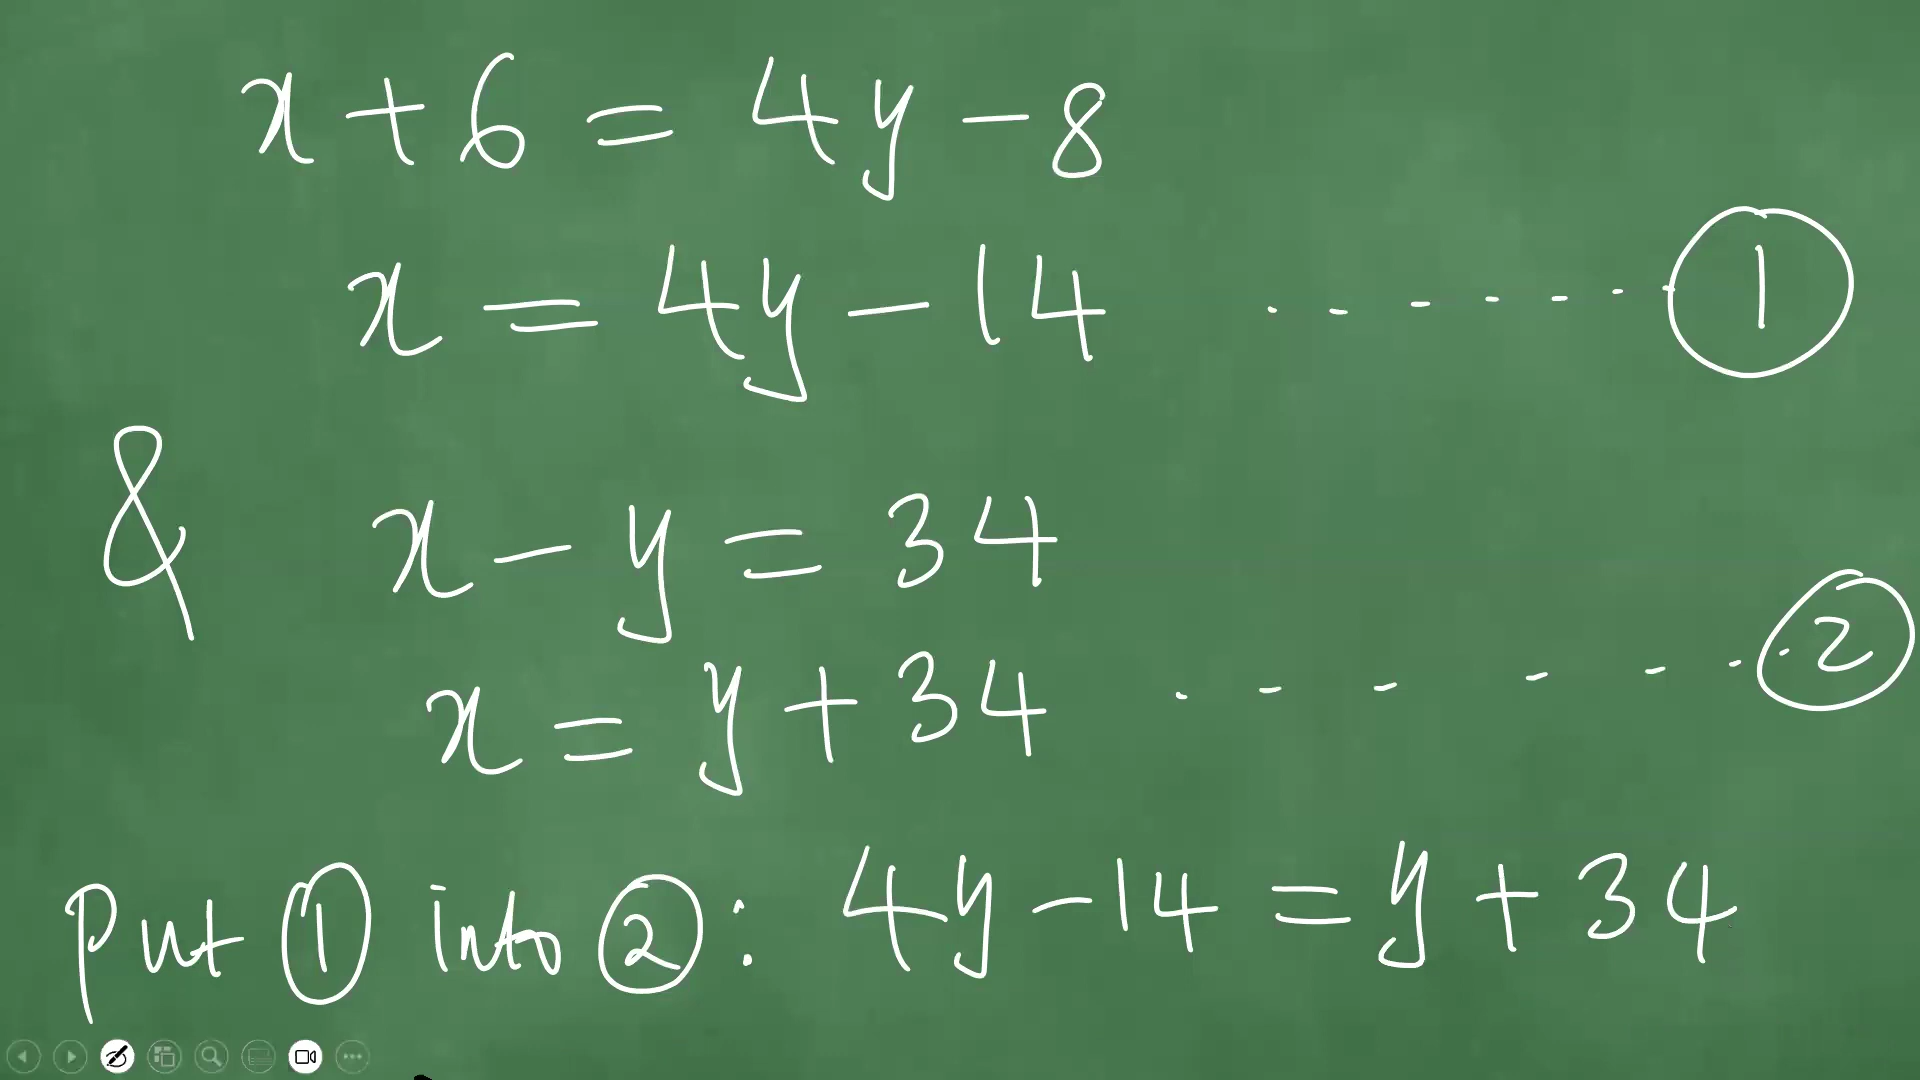 x + 6 = 4y - 8
x = 4y - 14 ------- ①
& x - y = 34
x = y + 34 ------- ②
Put ① into ②: 4y - 14 = y + 34